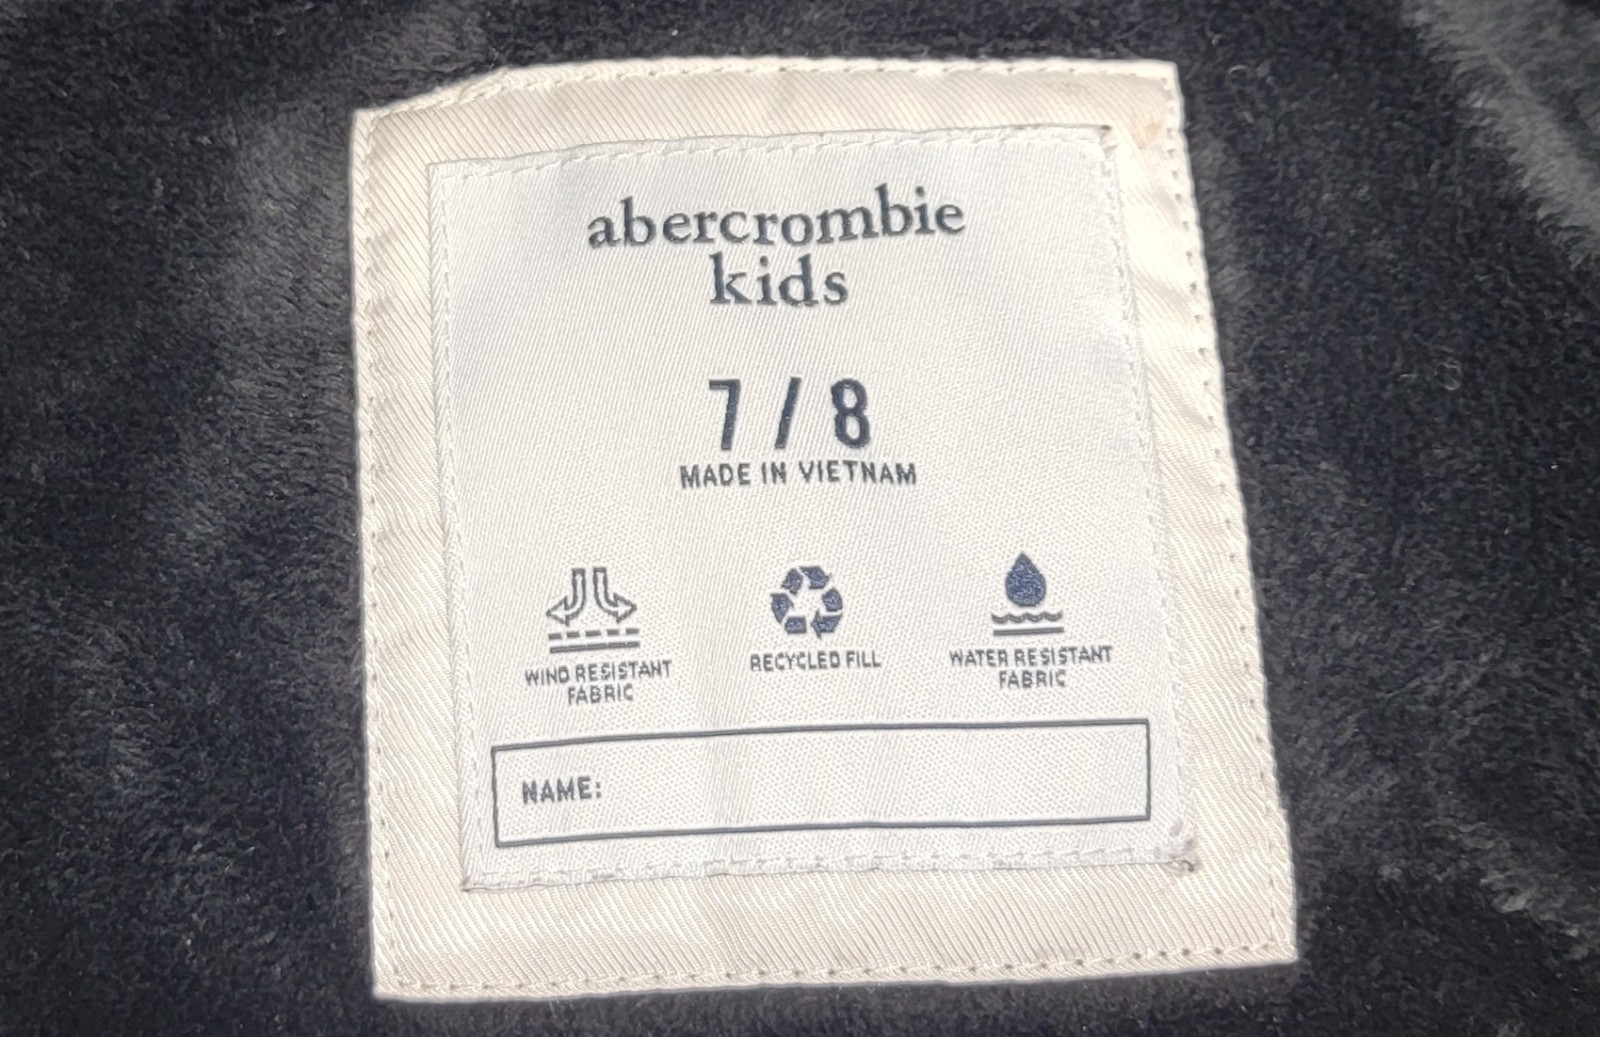 abercrombie
kids
7 / 8
MADE IN VIETNAM
WIND RESISTANT
FABRIC
RECYCLED FILL
WATER RESISTANT
FABRIC
NAME: